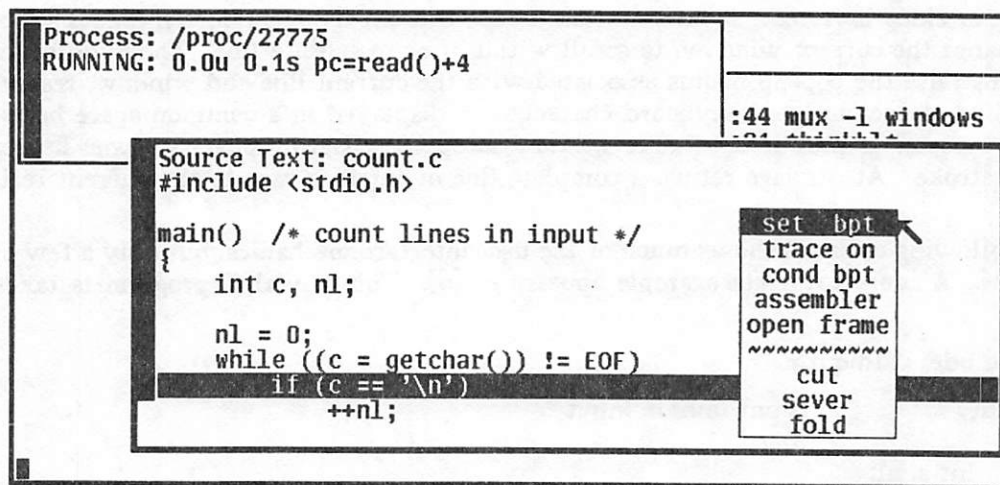 Process: /proc/27775
RUNNING: 0.0u 0.1s pc=read()+4
:44 mux -l windows
Source Text: count.c
#include <stdio.h>
main() /* count lines in input */
{
int c, nl;
nl = 0;
while ((c = getchar()) != EOF)
if (c == '\n')
++nl;
set bpt
trace on
cond bpt
assembler
open frame
~~~~~~~~~~
cut
sever
fold